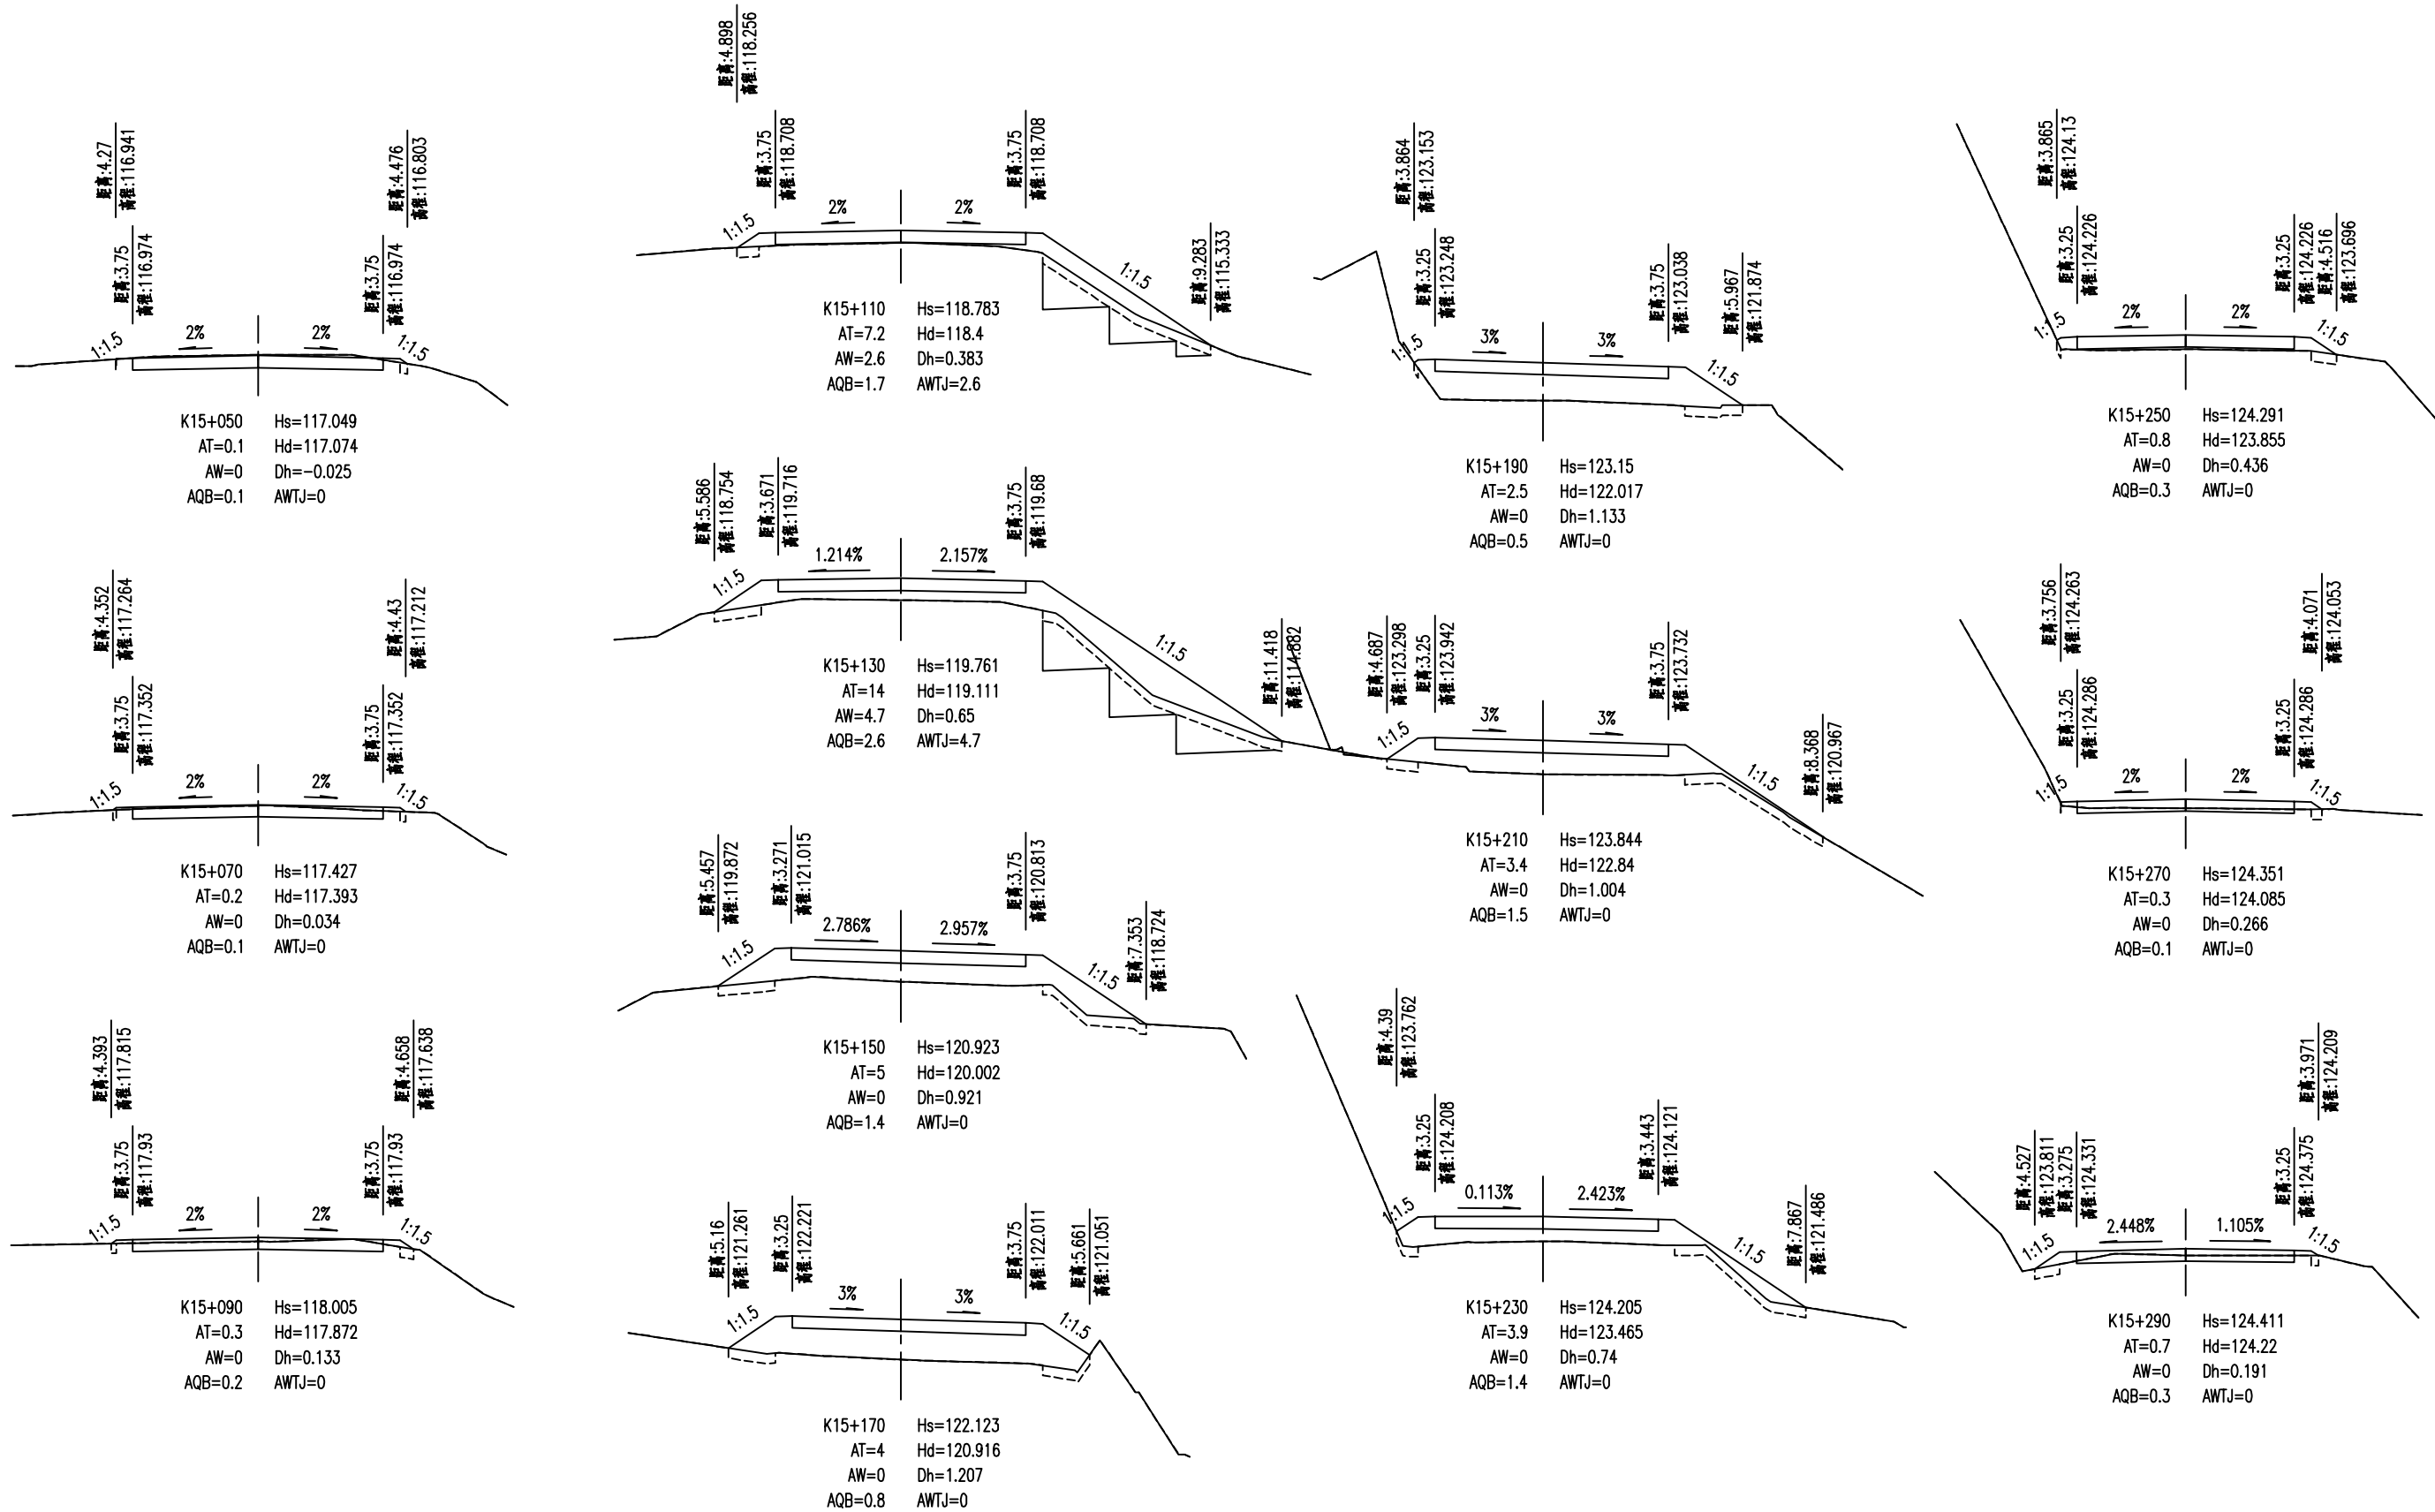 距离:4.27
高程:116.941
距离:3.75
高程:116.974
距离:4.476
高程:116.803
距离:3.75
高程:116.974
1:1.5
2%
2%
1:1.5
K15+050 Hs=117.049
AT=0.1 Hd=117.074
AW=0 Dh=-0.025
AQB=0.1 AWTJ=0
距离:4.352
高程:117.264
距离:3.75
高程:117.352
距离:4.43
高程:117.212
距离:3.75
高程:117.352
1:1.5
2%
2%
1:1.5
K15+070 Hs=117.427
AT=0.2 Hd=117.393
AW=0 Dh=0.034
AQB=0.1 AWTJ=0
距离:4.393
高程:117.815
距离:3.75
高程:117.93
距离:4.658
高程:117.638
距离:3.75
高程:117.93
1:1.5
2%
2%
1:1.5
K15+090 Hs=118.005
AT=0.3 Hd=117.872
AW=0 Dh=0.133
AQB=0.2 AWTJ=0
距离:4.898
高程:118.256
距离:3.75
高程:118.708
距离:3.75
高程:118.708
距离:9.283
高程:115.333
1:1.5
2%
2%
1:1.5
K15+110 Hs=118.783
AT=7.2 Hd=118.4
AW=2.6 Dh=0.383
AQB=1.7 AWTJ=2.6
距离:5.586
高程:118.754
距离:3.671
高程:119.716
距离:3.75
高程:119.68
距离:11.418
高程:114.882
1:1.5
1.214%
2.157%
1:1.5
K15+130 Hs=119.761
AT=14 Hd=119.111
AW=4.7 Dh=0.65
AQB=2.6 AWTJ=4.7
距离:5.457
高程:119.872
距离:3.271
高程:121.015
距离:3.75
高程:120.813
距离:7.353
高程:118.724
1:1.5
2.786%
2.957%
1:1.5
K15+150 Hs=120.923
AT=5 Hd=120.002
AW=0 Dh=0.921
AQB=1.4 AWTJ=0
距离:5.16
高程:121.261
距离:3.25
高程:122.221
距离:3.75
高程:122.011
距离:5.661
高程:121.051
1:1.5
3%
3%
1:1.5
K15+170 Hs=122.123
AT=4 Hd=120.916
AW=0 Dh=1.207
AQB=0.8 AWTJ=0
距离:3.864
高程:123.153
距离:3.25
高程:123.248
距离:3.75
高程:123.038
距离:5.967
高程:121.874
1:1.5
3%
3%
1:1.5
K15+190 Hs=123.15
AT=2.5 Hd=122.017
AW=0 Dh=1.133
AQB=0.5 AWTJ=0
距离:4.687
高程:123.298
距离:3.25
高程:123.942
距离:3.75
高程:123.732
距离:8.368
高程:120.967
1:1.5
3%
3%
1:1.5
K15+210 Hs=123.844
AT=3.4 Hd=122.84
AW=0 Dh=1.004
AQB=1.5 AWTJ=0
距离:4.39
高程:123.762
距离:3.25
高程:124.208
距离:3.443
高程:124.121
距离:7.867
高程:121.486
1:1.5
0.113%
2.423%
1:1.5
K15+230 Hs=124.205
AT=3.9 Hd=123.465
AW=0 Dh=0.74
AQB=1.4 AWTJ=0
距离:3.865
高程:124.13
距离:3.25
高程:124.226
距离:3.25
高程:124.226
距离:4.516
高程:123.696
1:1.5
2%
2%
1:1.5
K15+250 Hs=124.291
AT=0.8 Hd=123.855
AW=0 Dh=0.436
AQB=0.3 AWTJ=0
距离:3.756
高程:124.263
距离:3.25
高程:124.286
距离:4.071
高程:124.053
距离:3.25
高程:124.286
1:1.5
2%
2%
1:1.5
K15+270 Hs=124.351
AT=0.3 Hd=124.085
AW=0 Dh=0.266
AQB=0.1 AWTJ=0
距离:4.527
高程:123.811
距离:3.275
高程:124.331
距离:3.971
高程:124.209
距离:3.25
高程:124.375
1:1.5
2.448%
1.105%
1:1.5
K15+290 Hs=124.411
AT=0.7 Hd=124.22
AW=0 Dh=0.191
AQB=0.3 AWTJ=0